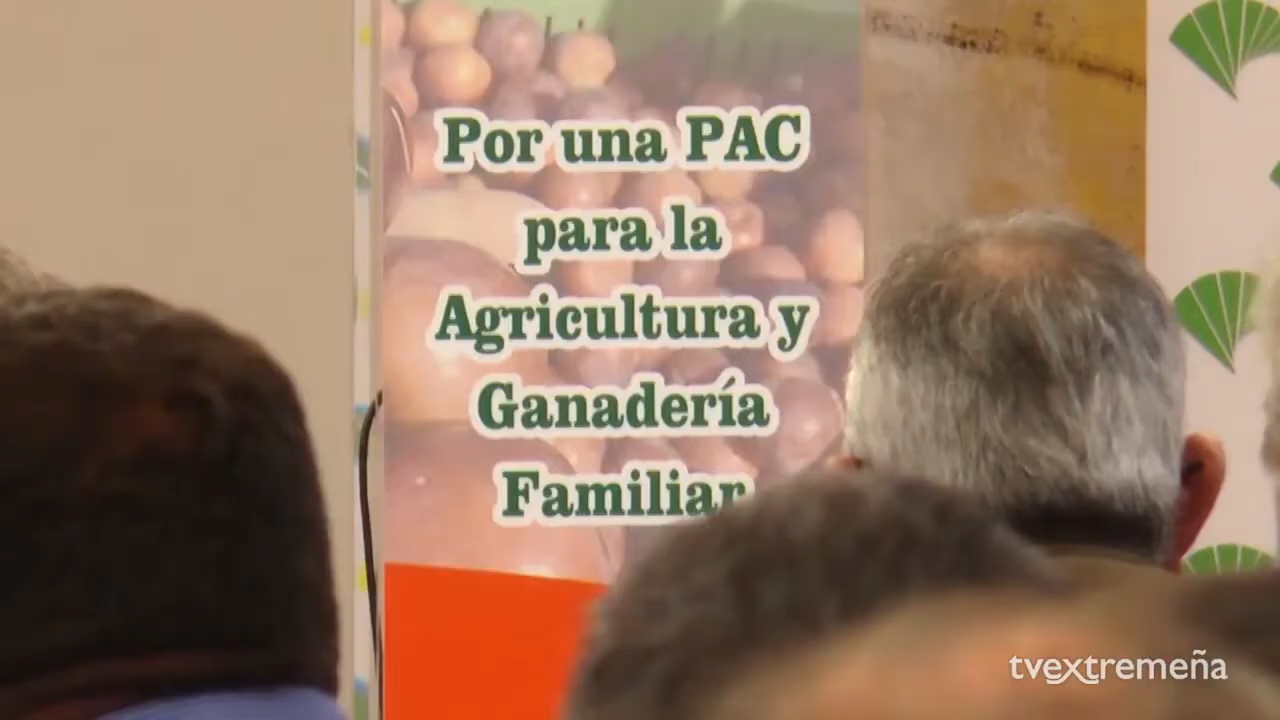 Por una PAC
para la
Agricultura y
Ganadería
Familiar
tvextremeña